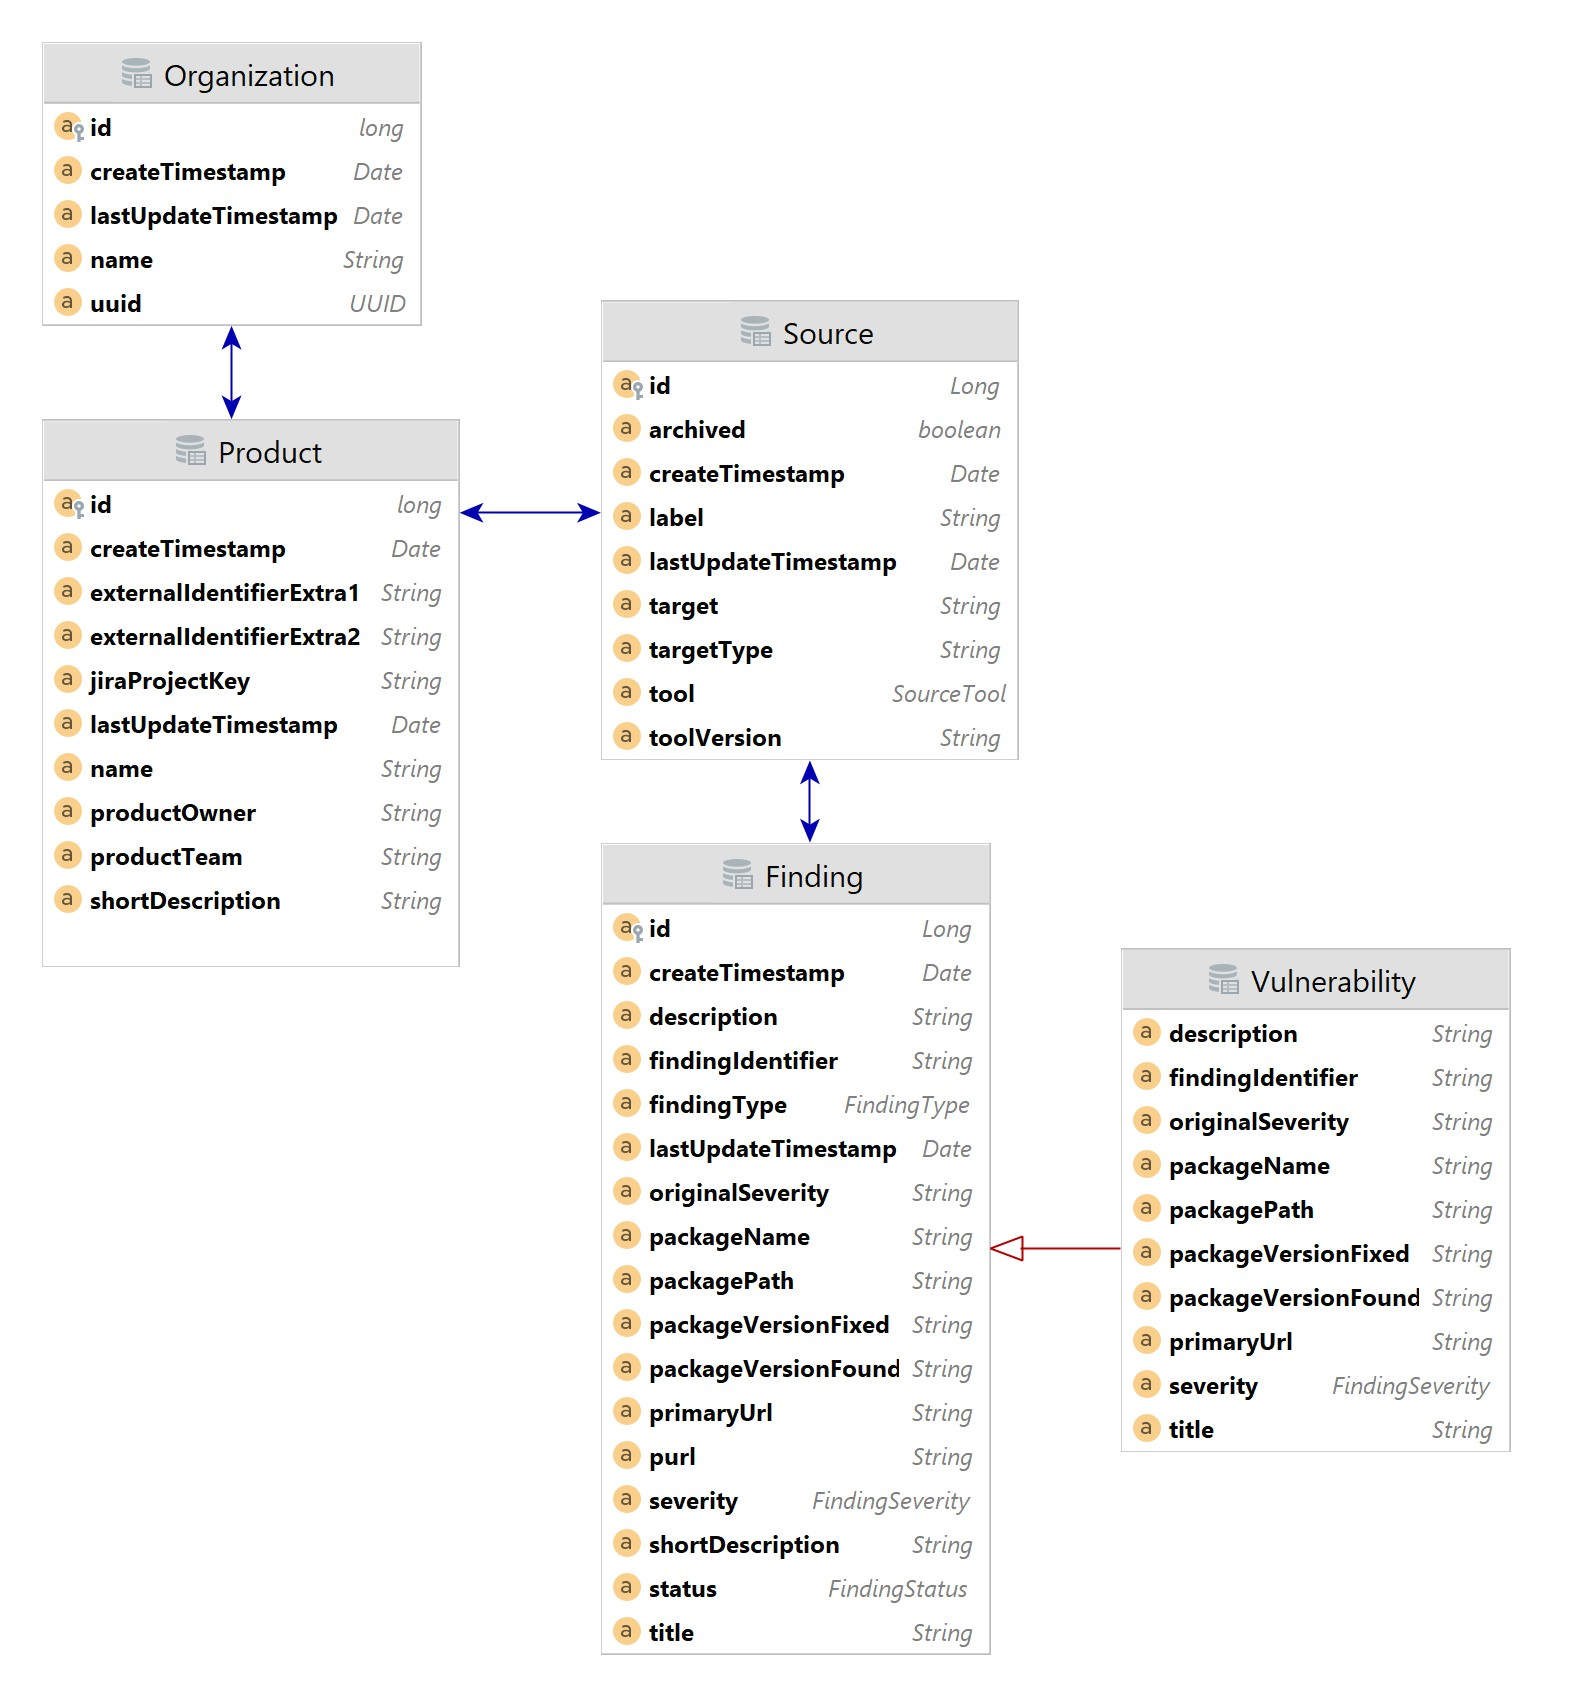 Organization
id long
createTimestamp Date
lastUpdateTimestamp Date
name String
uuid UUID
Product
id long
createTimestamp Date
externalIdentifierExtra1 String
externalIdentifierExtra2 String
jiraProjectKey String
lastUpdateTimestamp Date
name String
productOwner String
productTeam String
shortDescription String
Source
id Long
archived boolean
createTimestamp Date
label String
lastUpdateTimestamp Date
target String
targetType String
tool SourceTool
toolVersion String
Finding
id Long
createTimestamp Date
description String
findingIdentifier String
findingType FindingType
lastUpdateTimestamp Date
originalSeverity String
packageName String
packagePath String
packageVersionFixed String
packageVersionFound String
primaryUrl String
purl String
severity FindingSeverity
shortDescription String
status FindingStatus
title String
Vulnerability
description String
findingIdentifier String
originalSeverity String
packageName String
packagePath String
packageVersionFixed String
packageVersionFound String
primaryUrl String
severity FindingSeverity
title String